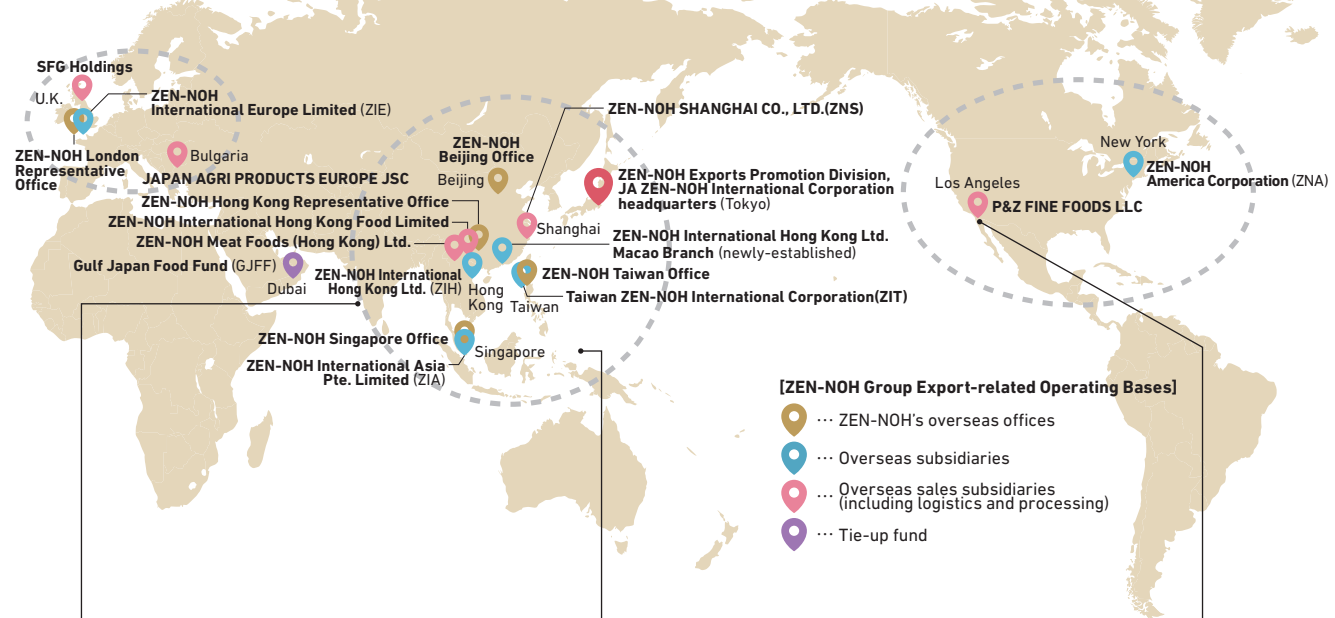 SFG Holdings
U.K.
ZEN-NOH
International Europe Limited (ZIE)
ZEN-NOH London
Representative
Office
Bulgaria
JAPAN AGRI PRODUCTS EUROPE JSC
ZEN-NOH
Beijing Office
Beijing
ZEN-NOH SHANGHAI CO., LTD.(ZNS)
Shanghai
ZEN-NOH Exports Promotion Division,
JA ZEN-NOH International Corporation
headquarters (Tokyo)
ZEN-NOH Hong Kong Representative Office
ZEN-NOH International Hong Kong Food Limited
ZEN-NOH Meat Foods (Hong Kong) Ltd.
ZEN-NOH International Hong Kong Ltd.
Macao Branch (newly-established)
Gulf Japan Food Fund (GJFF)
Dubai
ZEN-NOH International
Hong Kong Ltd. (ZIH)
Hong
Kong
ZEN-NOH Taiwan Office
Taiwan
Taiwan ZEN-NOH International Corporation(ZIT)
ZEN-NOH Singapore Office
Singapore
ZEN-NOH International Asia
Pte. Limited (ZIA)
New York
ZEN-NOH
America Corporation (ZNA)
Los Angeles
P&Z FINE FOODS LLC
[ZEN-NOH Group Export-related Operating Bases]
··· ZEN-NOH's overseas offices
··· Overseas subsidiaries
··· Overseas sales subsidiaries
(including logistics and processing)
··· Tie-up fund